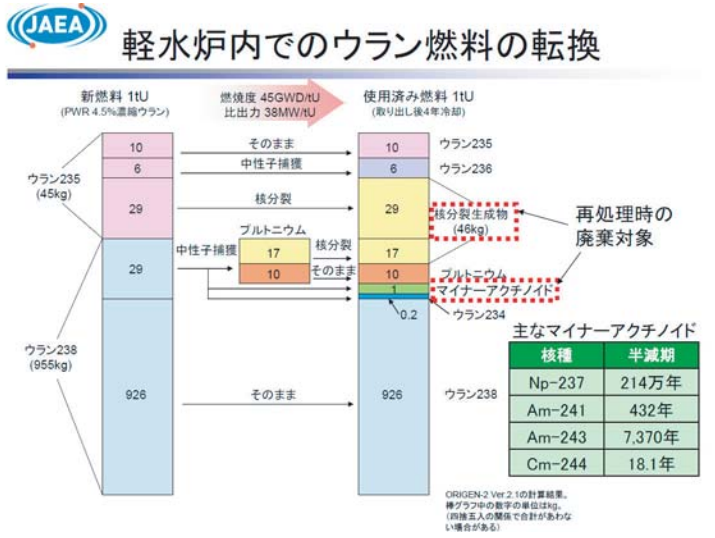 JAEA
軽水炉内でのウラン燃料の転換
新燃料 1tU
(PWR 4.5%濃縮ウラン)
燃焼度 45GWD/tU
比出力 38MW/tU
使用済み燃料 1tU
(取り出し後4年冷却)
ウラン235
(45kg)
10
そのまま
10
ウラン235
6
中性子捕獲
6
ウラン236
29
核分裂
29
核分裂生成物
(46kg)
再処理時の
廃棄対象
プルトニウム
29
中性子捕獲
17
核分裂
17
10
そのまま
10
プルトニウム
1
マイナーアクチノイド
0.2
ウラン234
ウラン238
(955kg)
926
そのまま
926
ウラン238
主なマイナーアクチノイド
核種 半減期
Np-237 214万年
Am-241 432年
Am-243 7,370年
Cm-244 18.1年
ORIGEN-2 Ver.2.1の計算結果。
棒グラフ中の数字の単位はkg。
(四捨五入の関係で合計があわな
い場合がある)